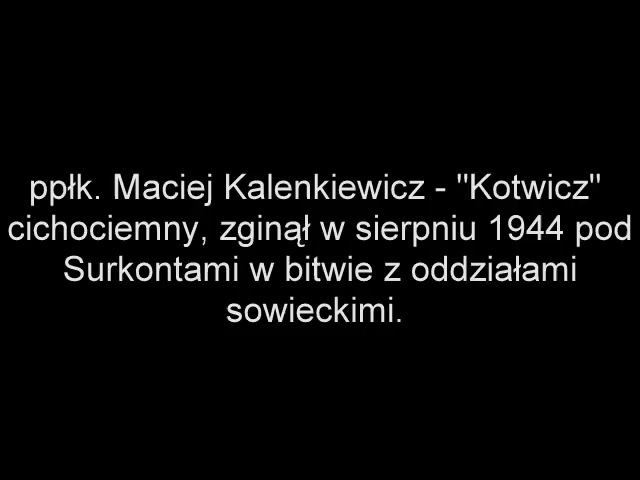 ppłk. Maciej Kalenkiewicz - "Kotwicz"
cichociemny, zginął w sierpniu 1944 pod
Surkontami w bitwie z oddziałami
sowieckimi.